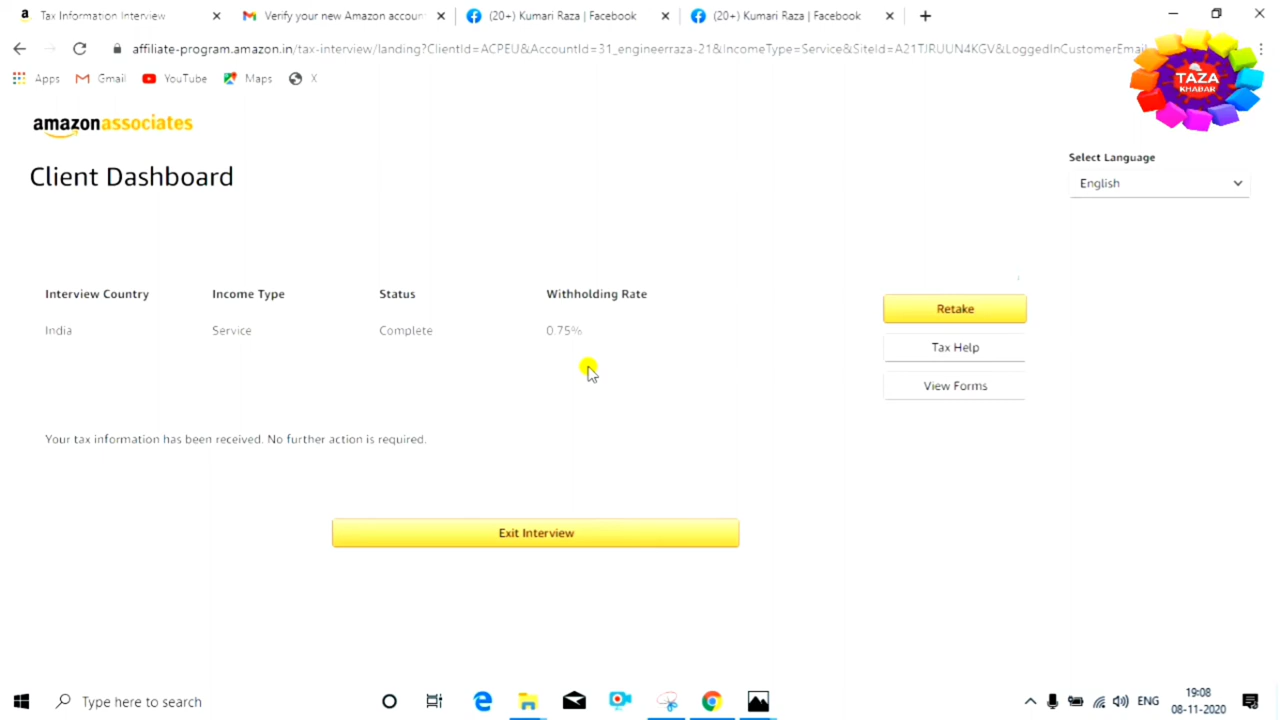 Tax Information Interview
Verify your new Amazon accoun
(20+) Kumari Raza | Facebook
(20+) Kumari Raza | Facebook
affiliate-program.amazon.in/tax-interview/landing?ClientId=ACPEU&AccountId=31_engineerraza-21&IncomeType=Service&SiteId=A21TJRUUN4KGV&LoggedInCustomerEmail
Apps
Gmail
YouTube
Maps
X
TAZA
KHABAR
amazonassociates
Select Language
Client Dashboard
English
Interview Country
Income Type
Status
Withholding Rate
Retake
India
Service
Complete
0.75%
Tax Help
View Forms
Your tax information has been received. No further action is required.
Exit Interview
Type here to search
ENG
19:08
08-11-2020